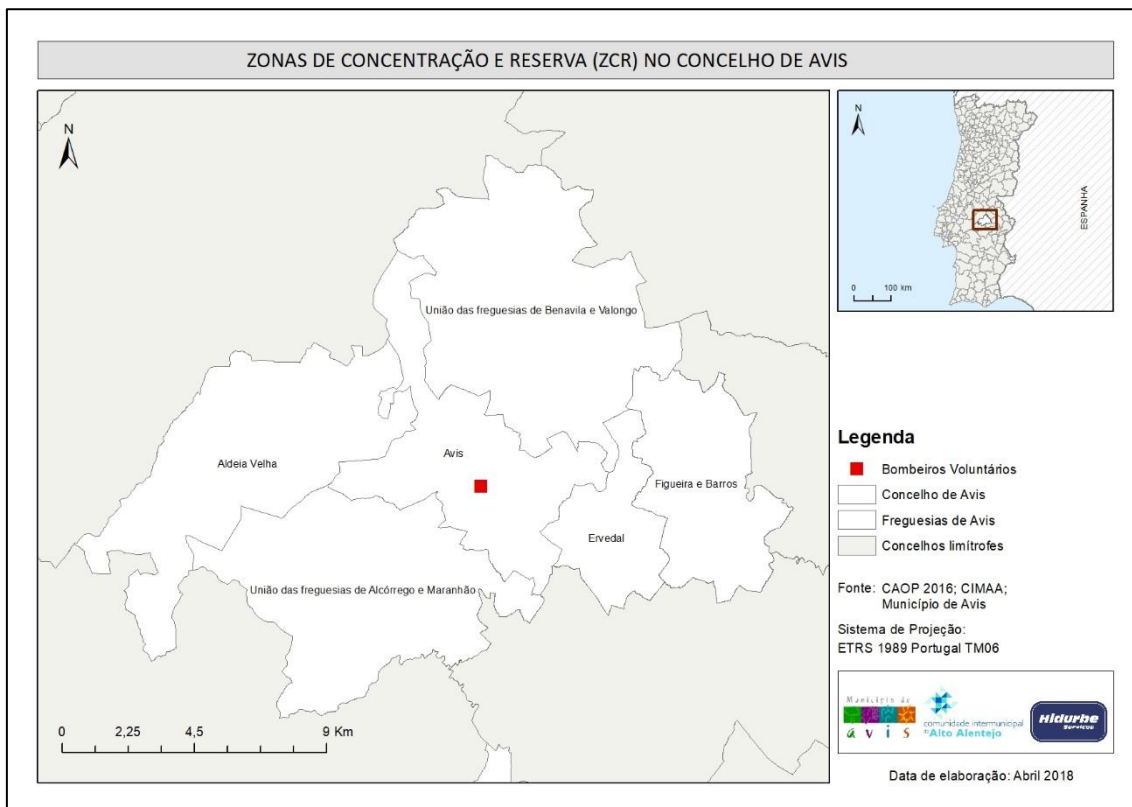 ZONAS DE CONCENTRAÇÃO E RESERVA (ZCR) NO CONCELHO DE AVIS
N
União das freguesias de Benavila e Valongo
Aldeia Velha
Avis
Figueira e Barros
Ervedal
União das freguesias de Alcórrego e Maranhão
0 2,25 4,5 9 Km
N
ESPANHA
0 100 km
Legenda
Bombeiros Voluntários
Concelho de Avis
Freguesias de Avis
Concelhos limítrofes
Fonte: CAOP 2016; CIMAA;
Município de Avis
Sistema de Projeção:
ETRS 1989 Portugal TM06
Município de
avis
comunidade intermunicipal
do Alto Alentejo
Hidurbe
Serviços
Data de elaboração: Abril 2018